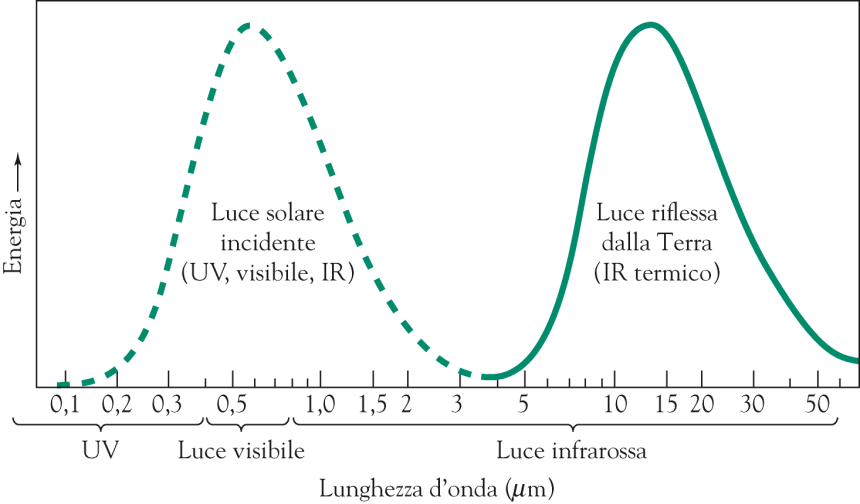 Energia
Luce solare
incidente
(UV, visibile, IR)
Luce riflessa
dalla Terra
(IR termico)
0,1 0,2 0,3 0,5 1,0 1,5 2 3 5 10 15 20 30 50
UV Luce visibile Luce infrarossa
Lunghezza d'onda (μm)